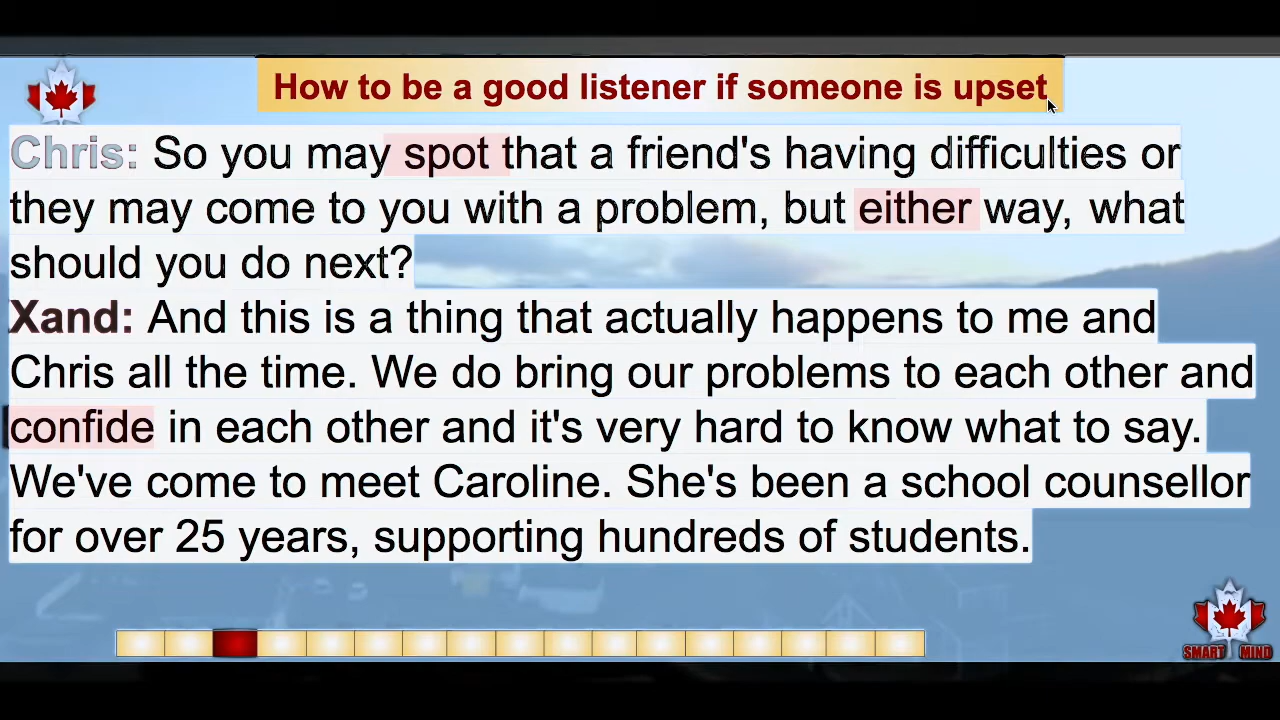 How to be a good listener if someone is upset
Chris: So you may spot that a friend's having difficulties or
they may come to you with a problem, but either way, what
should you do next?
Xand: And this is a thing that actually happens to me and
Chris all the time. We do bring our problems to each other and
confide in each other and it's very hard to know what to say.
We've come to meet Caroline. She's been a school counsellor
for over 25 years, supporting hundreds of students.
SMART MIND